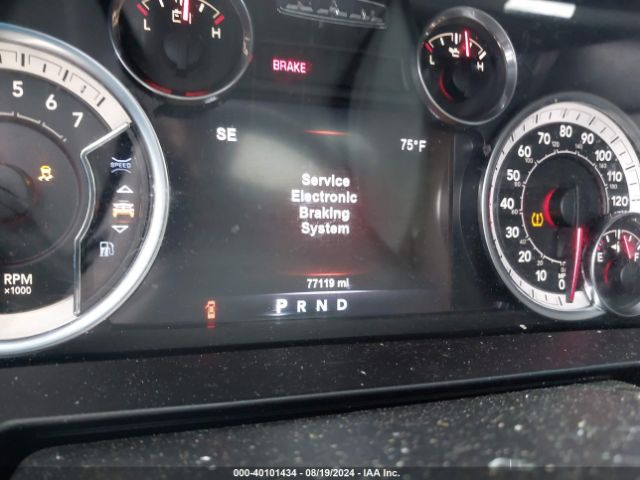 L H
BRAKE
L H
5 6 7
SPEED
RPM
×1000
SE
75°F
Service
Electronic
Braking
System
77119 mi
P R N D
0 10 20 30 40 50 60 70 80 90 100 110 120
E F
000-40101434 - 08/19/2024 - IAA Inc.